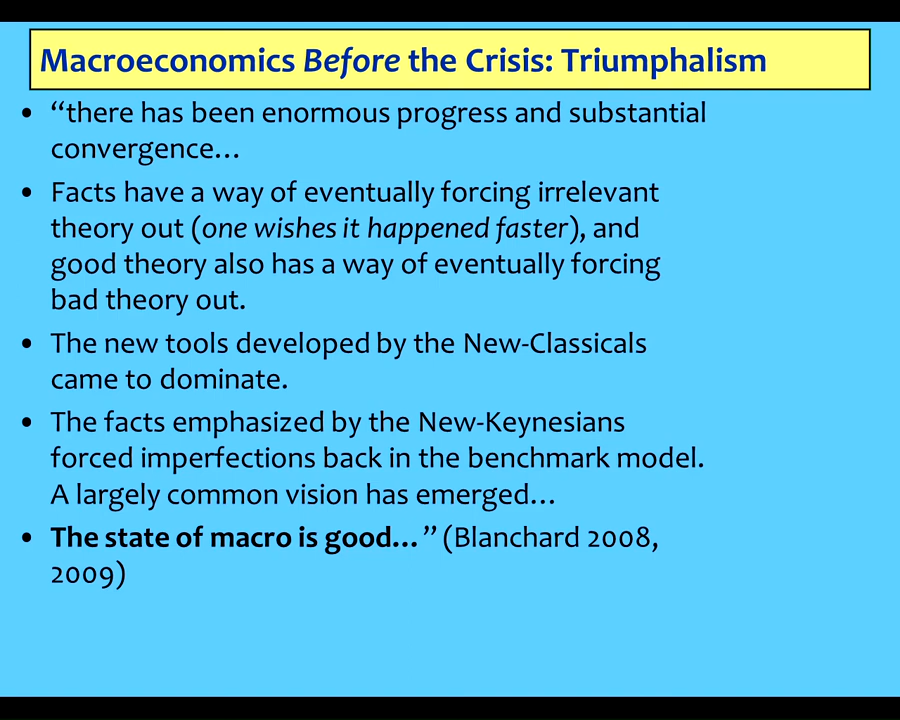 Macroeconomics Before the Crisis: Triumphalism
• “there has been enormous progress and substantial
convergence…
• Facts have a way of eventually forcing irrelevant
theory out (one wishes it happened faster), and
good theory also has a way of eventually forcing
bad theory out.
• The new tools developed by the New-Classicals
came to dominate.
• The facts emphasized by the New-Keynesians
forced imperfections back in the benchmark model.
A largely common vision has emerged…
• The state of macro is good…” (Blanchard 2008,
2009)